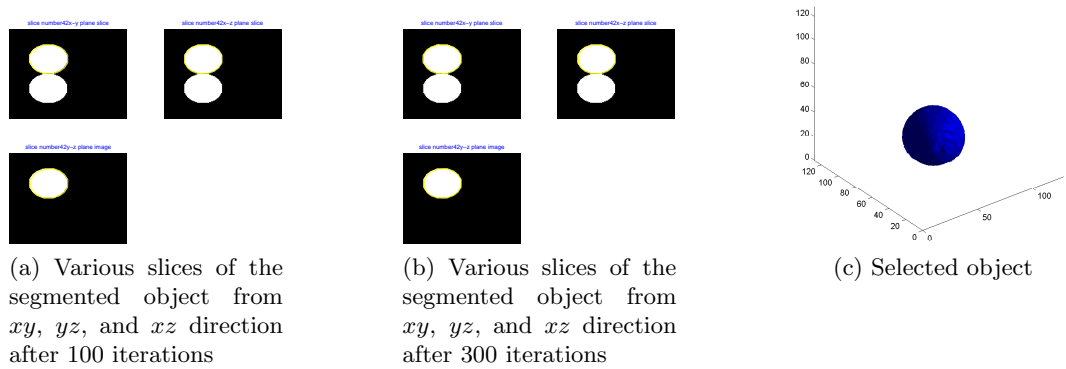 slice number42x-y plane slice
slice number42x-z plane slice
slice number42y-z plane image
(a) Various slices of the
segmented object from
xy, yz, and xz direction
after 100 iterations
slice number42x-y plane slice
slice number42x-z plane slice
slice number42y-z plane image
(b) Various slices of the
segmented object from
xy, yz, and xz direction
after 300 iterations
120
100
80
60
40
20
0
120
100
80
60
40
20
0
0
50
100
(c) Selected object